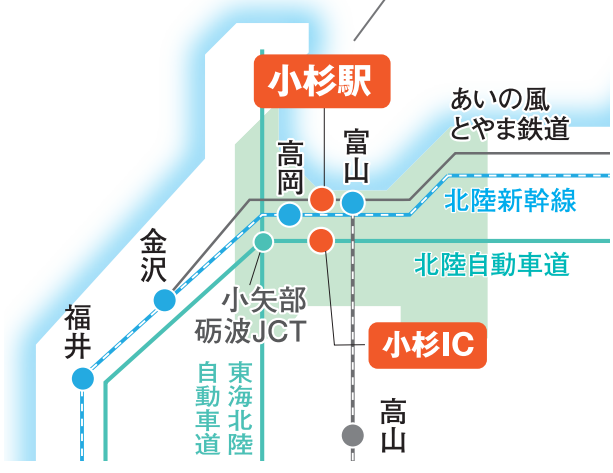 小杉駅
あいの風
とやま鉄道
富山
高岡
北陸新幹線
金沢
北陸自動車道
小矢部
砺波JCT
福井
小杉IC
東海北陸
自動車道
高山